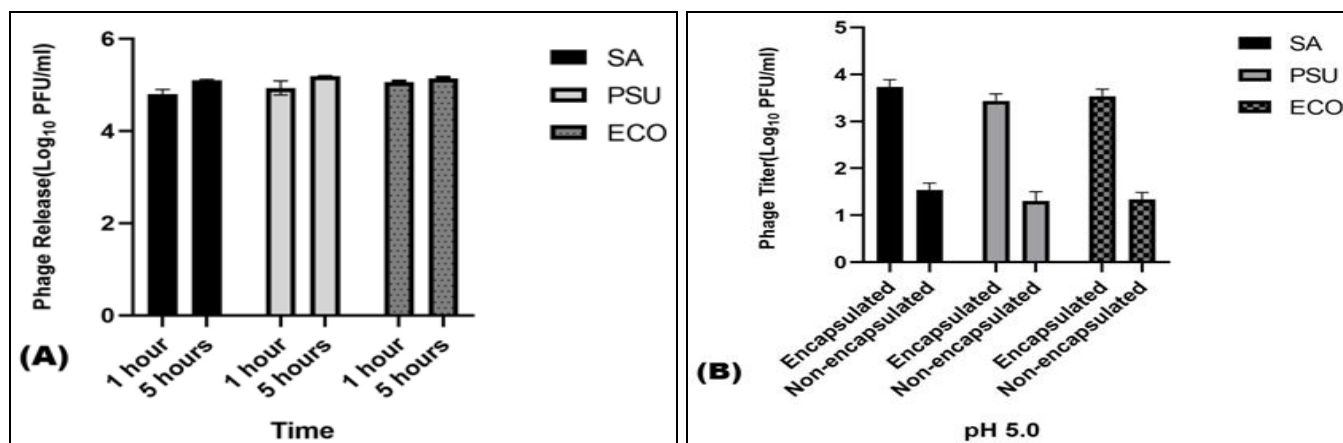 Phage Release(Log10 PFU/ml)
6
4
2
0
1 hour
5 hours
1 hour
5 hours
1 hour
5 hours
Time
SA
PSU
ECO
(A)
Phage Titer(Log10 PFU/ml)
5
4
3
2
1
0
Encapsulated
Non-encapsulated
Encapsulated
Non-encapsulated
Encapsulated
Non-encapsulated
pH 5.0
SA
PSU
ECO
(B)